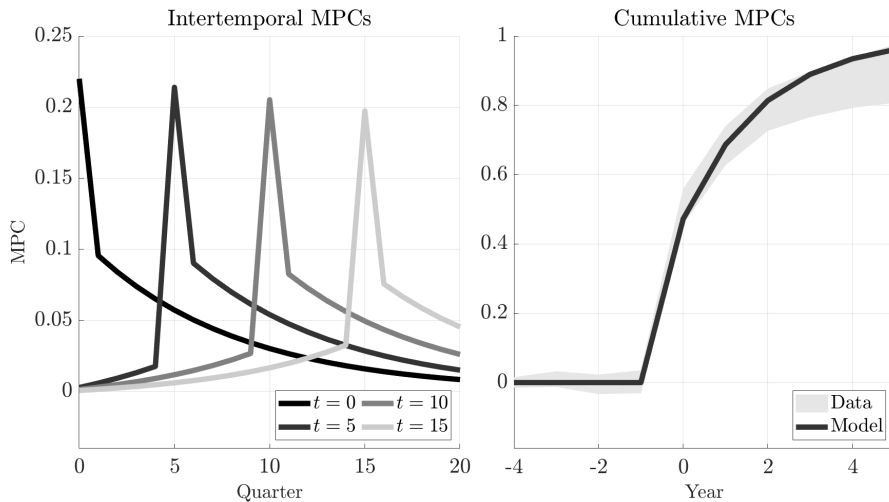 Intertemporal MPCs
0.25
0.2
0.15
0.1
0.05
0
MPC
0 5 10 15 20
Quarter
t = 0 t = 10
t = 5 t = 15
Cumulative MPCs
1
0.8
0.6
0.4
0.2
0
-4 -2 0 2 4
Year
Data
Model